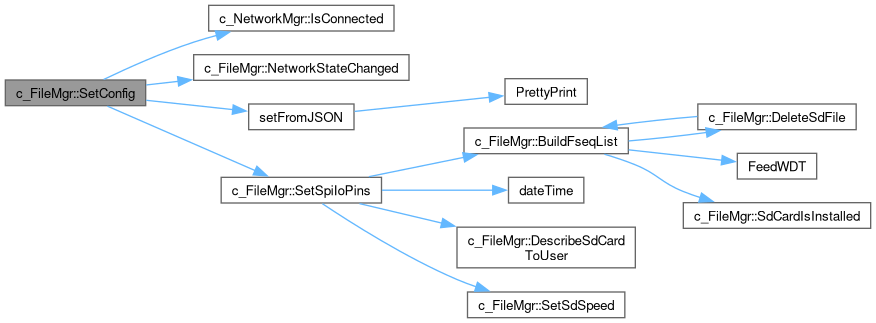 c_NetworkMgr::IsConnected
c_FileMgr::NetworkStateChanged
c_FileMgr::SetConfig
PrettyPrint
setFromJSON
c_FileMgr::DeleteSdFile
c_FileMgr::BuildFseqList
FeedWDT
c_FileMgr::SetSpiIoPins
dateTime
c_FileMgr::SdCardIsInstalled
c_FileMgr::DescribeSdCard
ToUser
c_FileMgr::SetSdSpeed